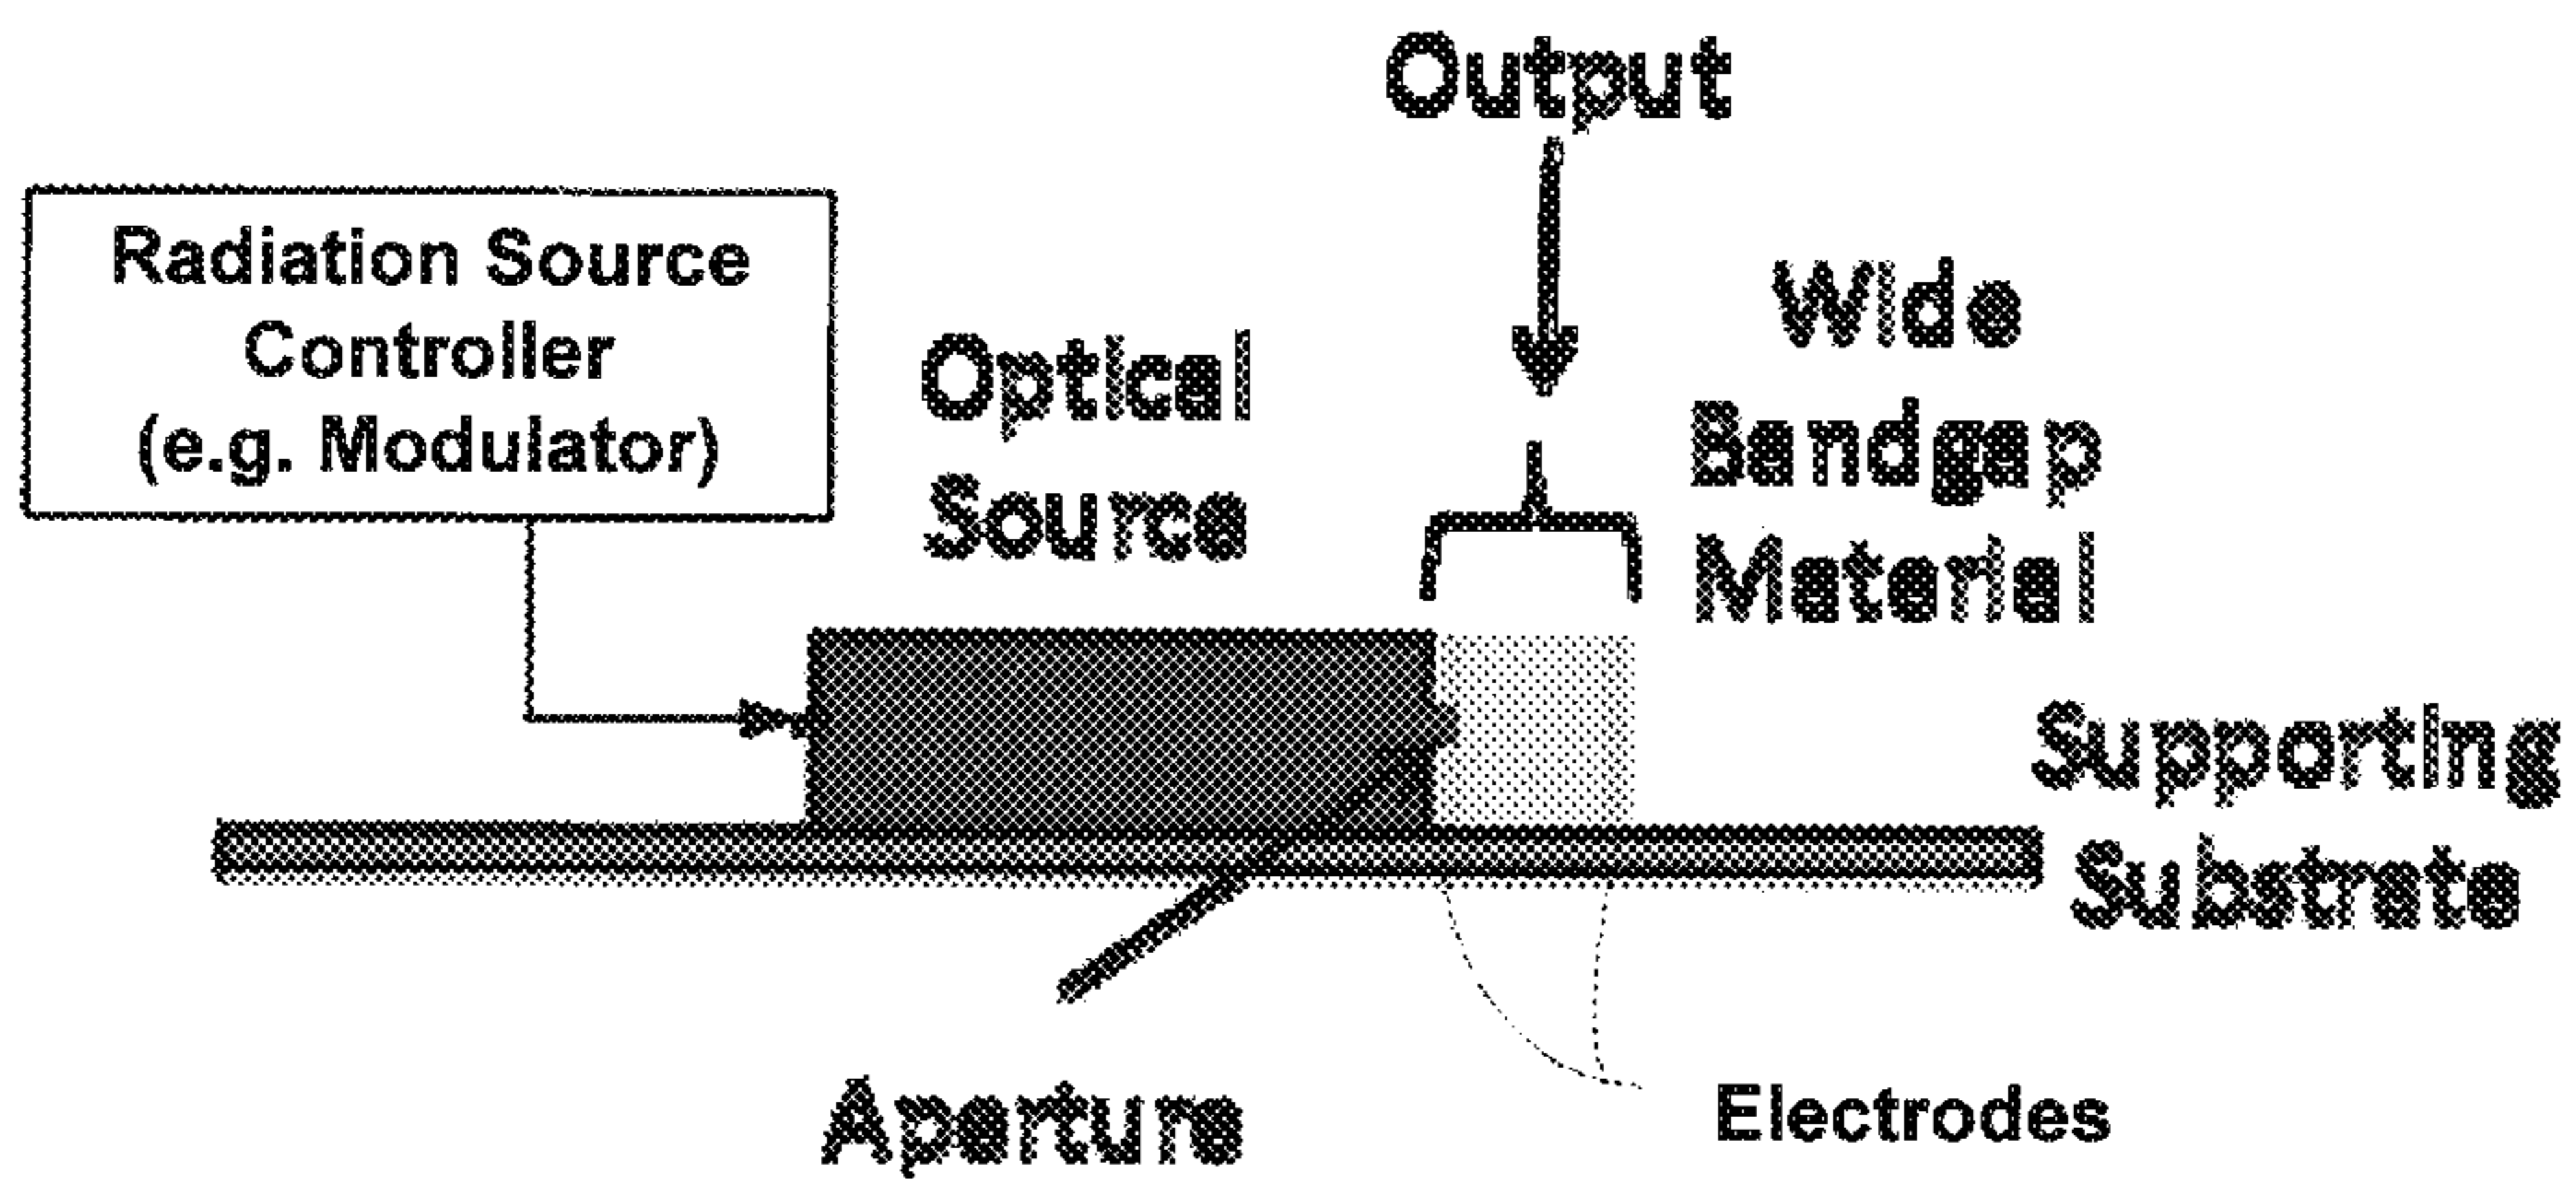 Output
Radiation Source
Controller
(e.g. Modulator)
Optical
Source
Wide
Bandgap
Material
Supporting
Substrate
Aperture
Electrodes